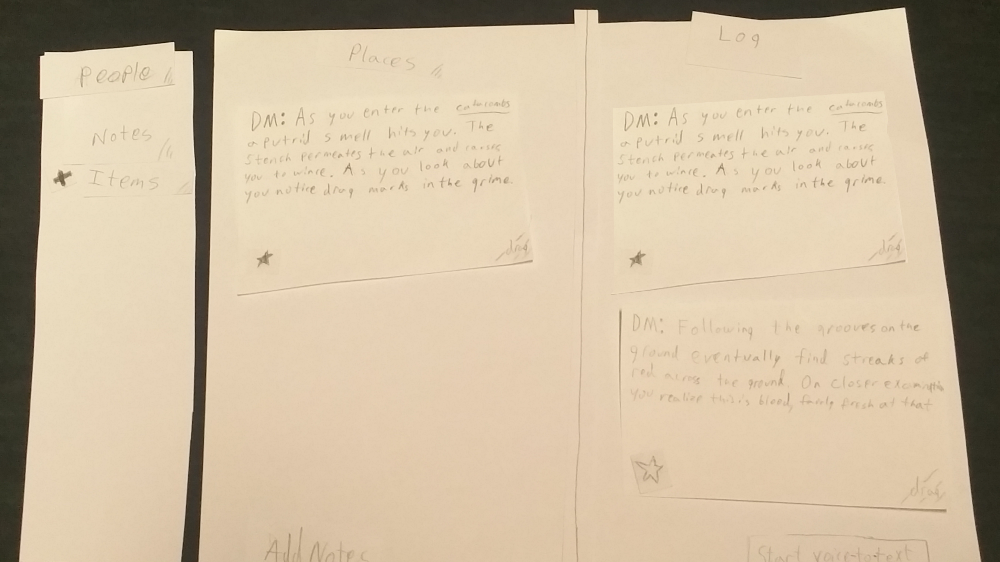 People
Notes
Items
Places
DM: As you enter the catacombs
a putrid smell hits you. The
stench permeates the air and causes
you to wince. As you look about
you notice drag marks in the grime.
drag
Add Notes
Log
DM: As you enter the catacombs
a putrid smell hits you. The
stench permeates the air and causes
you to wince. As you look about
you notice drag marks in the grime.
drag
DM: Following the grooves on the
ground eventually find streaks of
red across the ground. On closer examination
you realize this is blood, fairly fresh at that
drag
Start voice-to-text